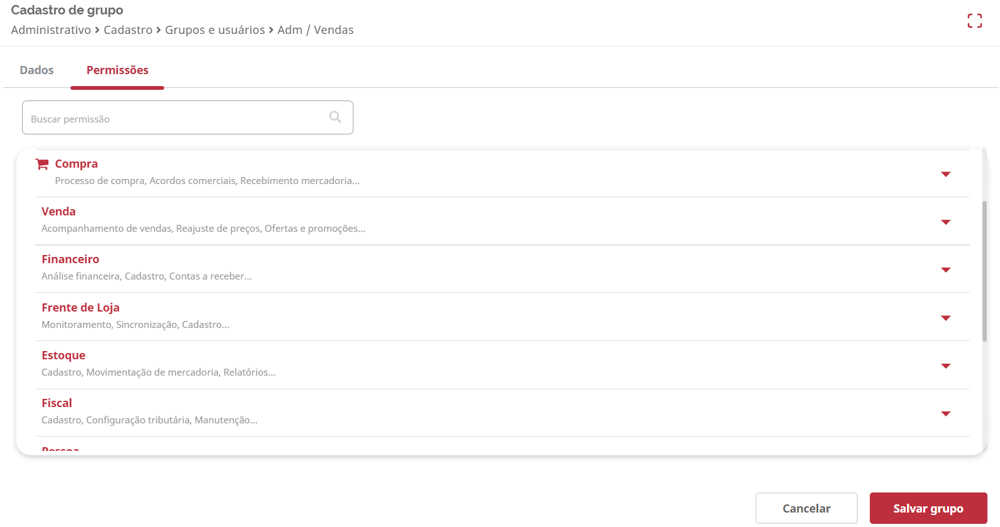 Cadastro de grupo
Administrativo > Cadastro > Grupos e usuários > Adm / Vendas
Dados Permissões
Buscar permissão
Compra
Processo de compra, Acordos comerciais, Recebimento mercadoria...
Venda
Acompanhamento de vendas, Reajuste de preços, Ofertas e promoções...
Financeiro
Análise financeira, Cadastro, Contas a receber...
Frente de Loja
Monitoramento, Sincronização, Cadastro...
Estoque
Cadastro, Movimentação de mercadoria, Relatórios...
Fiscal
Cadastro, Configuração tributária, Manutenção...
Pessoa
Cancelar Salvar grupo